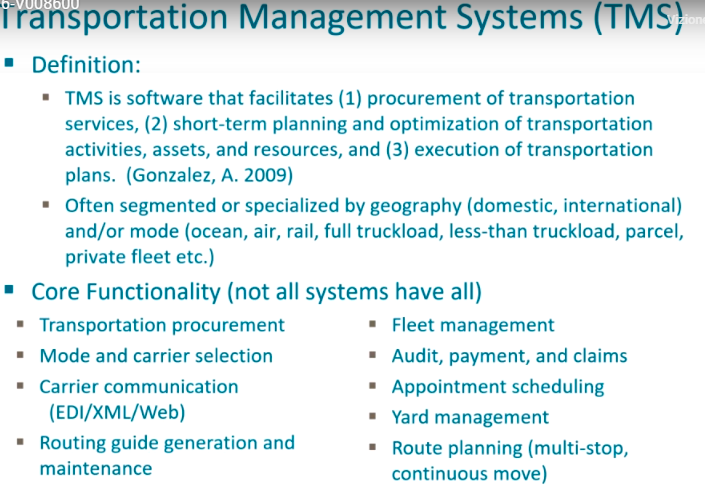 6-V008600
Transportation Management Systems (TMS)
Definition:
TMS is software that facilitates (1) procurement of transportation
services, (2) short-term planning and optimization of transportation
activities, assets, and resources, and (3) execution of transportation
plans. (Gonzalez, A. 2009)
Often segmented or specialized by geography (domestic, international)
and/or mode (ocean, air, rail, full truckload, less-than truckload, parcel,
private fleet etc.)
Core Functionality (not all systems have all)
Transportation procurement
Mode and carrier selection
Carrier communication
(EDI/XML/Web)
Routing guide generation and
maintenance
Fleet management
Audit, payment, and claims
Appointment scheduling
Yard management
Route planning (multi-stop,
continuous move)